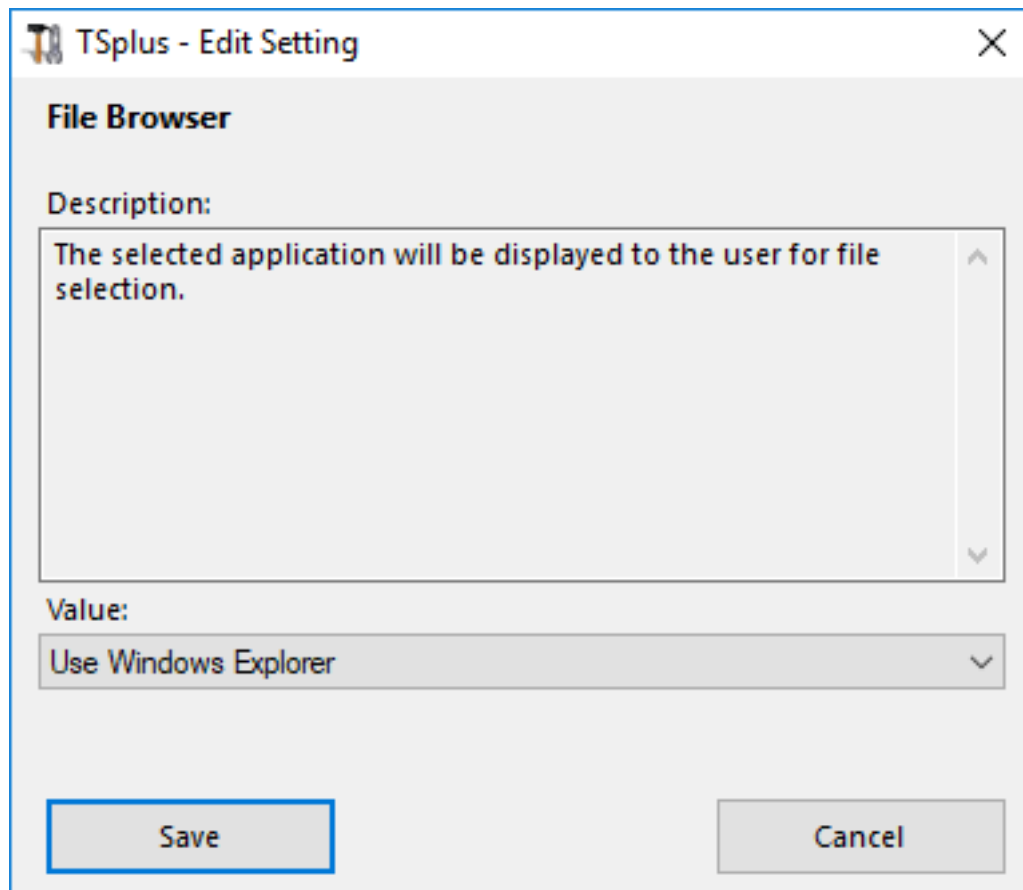 TSplus - Edit Setting
File Browser
Description:
The selected application will be displayed to the user for file
selection.
Value:
Use Windows Explorer
Save
Cancel